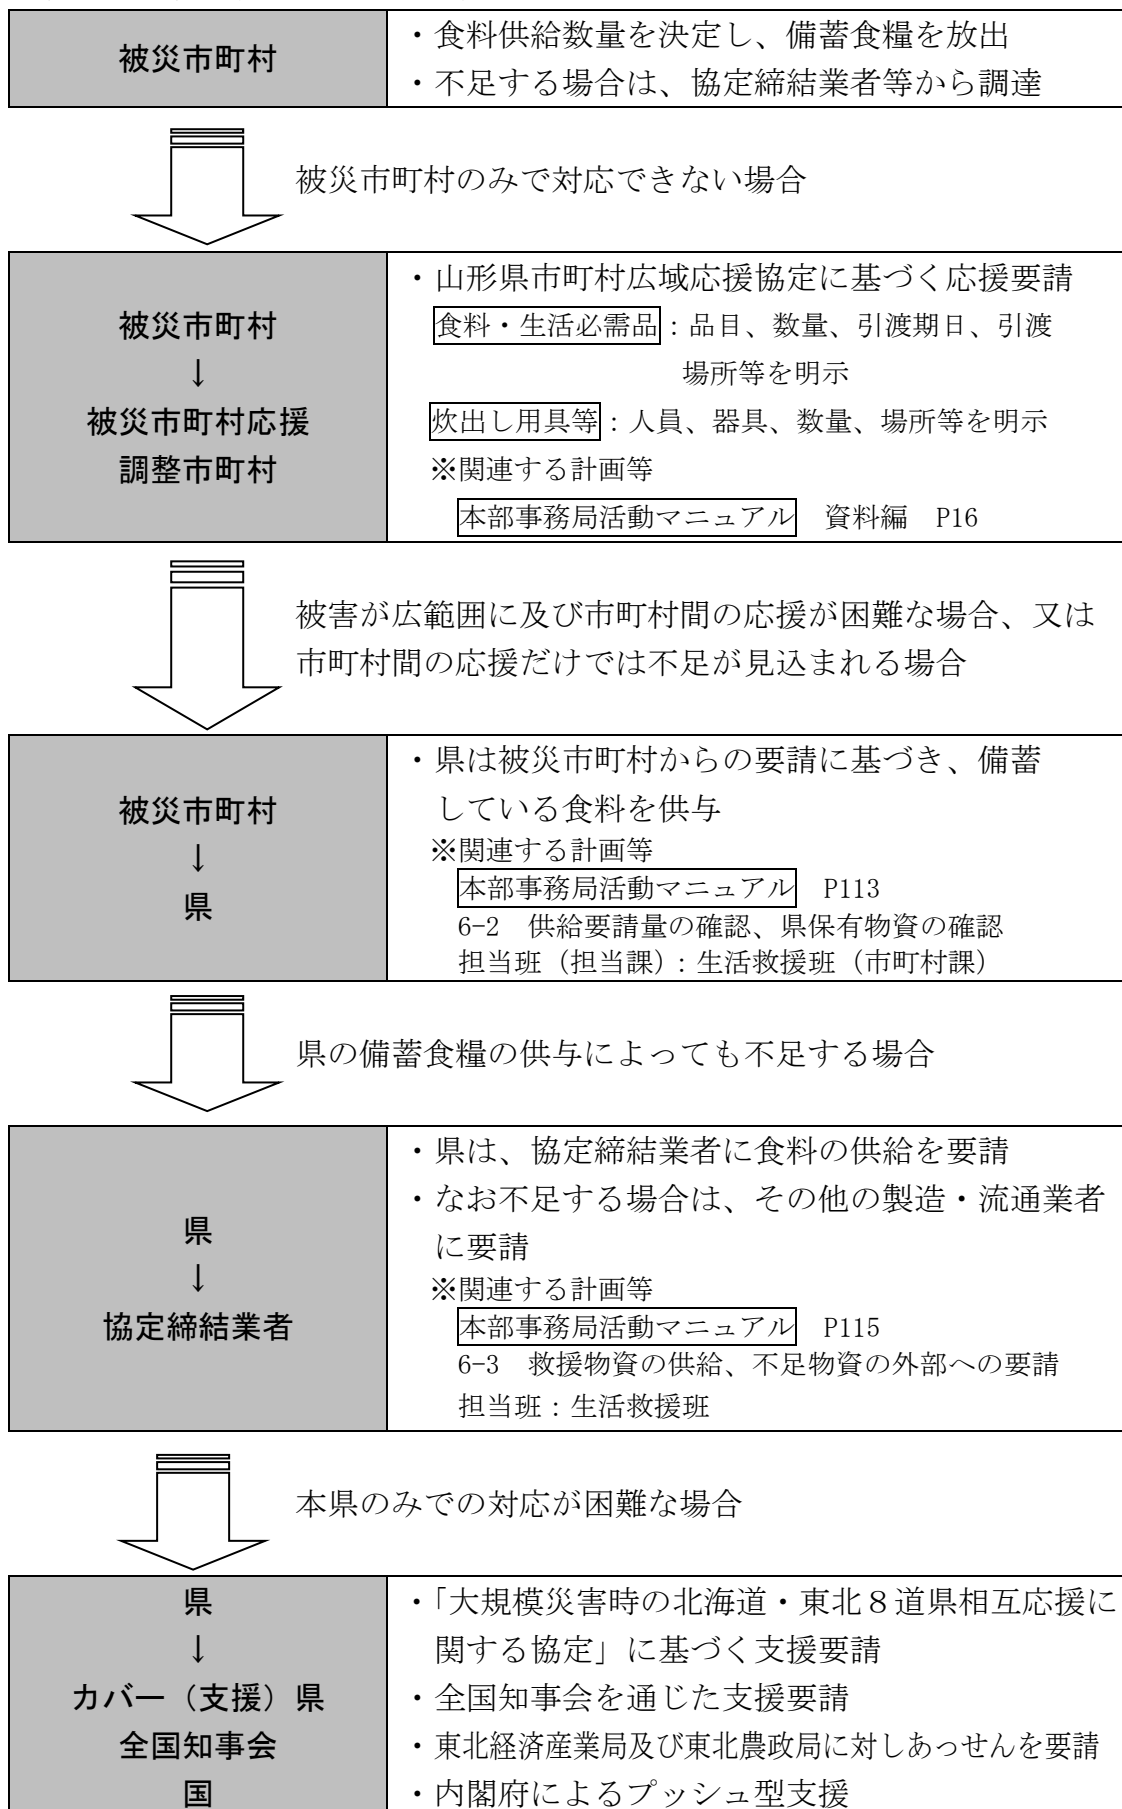 被災市町村
・食料供給数量を決定し、備蓄食糧を放出
・不足する場合は、協定締結業者等から調達
被災市町村のみで対応できない場合
被災市町村
↓
被災市町村応援
調整市町村
・山形県市町村広域応援協定に基づく応援要請
食料・生活必需品：品目、数量、引渡期日、引渡
場所等を明示
炊出し用具等：人員、器具、数量、場所等を明示
※関連する計画等
本部事務局活動マニュアル　資料編　P16
被害が広範囲に及び市町村間の応援が困難な場合、又は
市町村間の応援だけでは不足が見込まれる場合
被災市町村
↓
県
・県は被災市町村からの要請に基づき、備蓄
している食料を供与
※関連する計画等
本部事務局活動マニュアル　P113
6-2　供給要請量の確認、県保有物資の確認
担当班（担当課）：生活救援班（市町村課）
県の備蓄食糧の供与によっても不足する場合
県
↓
協定締結業者
・県は、協定締結業者に食料の供給を要請
・なお不足する場合は、その他の製造・流通業者
に要請
※関連する計画等
本部事務局活動マニュアル　P115
6-3　救援物資の供給、不足物資の外部への要請
担当班：生活救援班
本県のみでの対応が困難な場合
県
↓
カバー（支援）県
全国知事会
国
・「大規模災害時の北海道・東北８道県相互応援に
関する協定」に基づく支援要請
・全国知事会を通じた支援要請
・東北経済産業局及び東北農政局に対しあっせんを要請
・内閣府によるプッシュ型支援